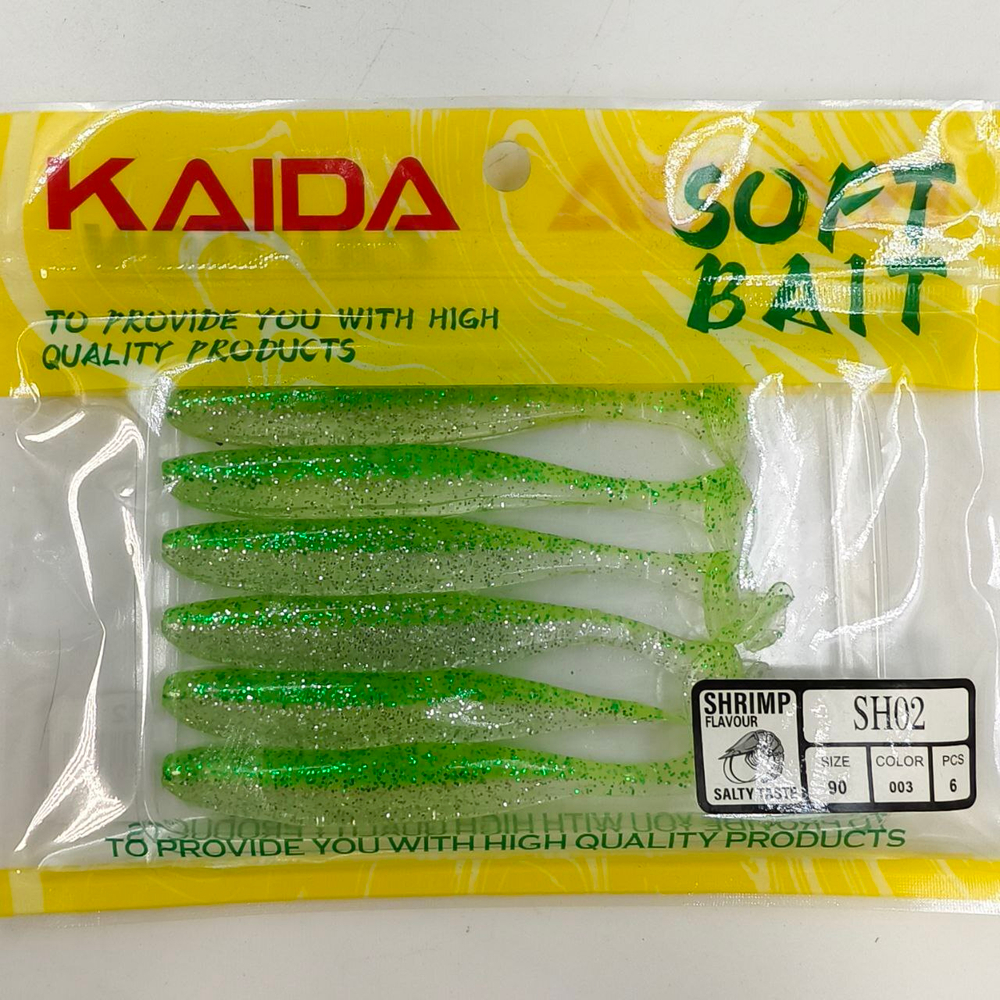 KAIDA
SOFT
BAIT
TO PROVIDE YOU WITH HIGH
QUALITY PRODUCTS
SHRIMP
FLAVOUR
SALTY TASTE
SH02
SIZE COLOR PCS
90 003 6
TO PROVIDE YOU WITH HIGH QUALITY PRODUCTS